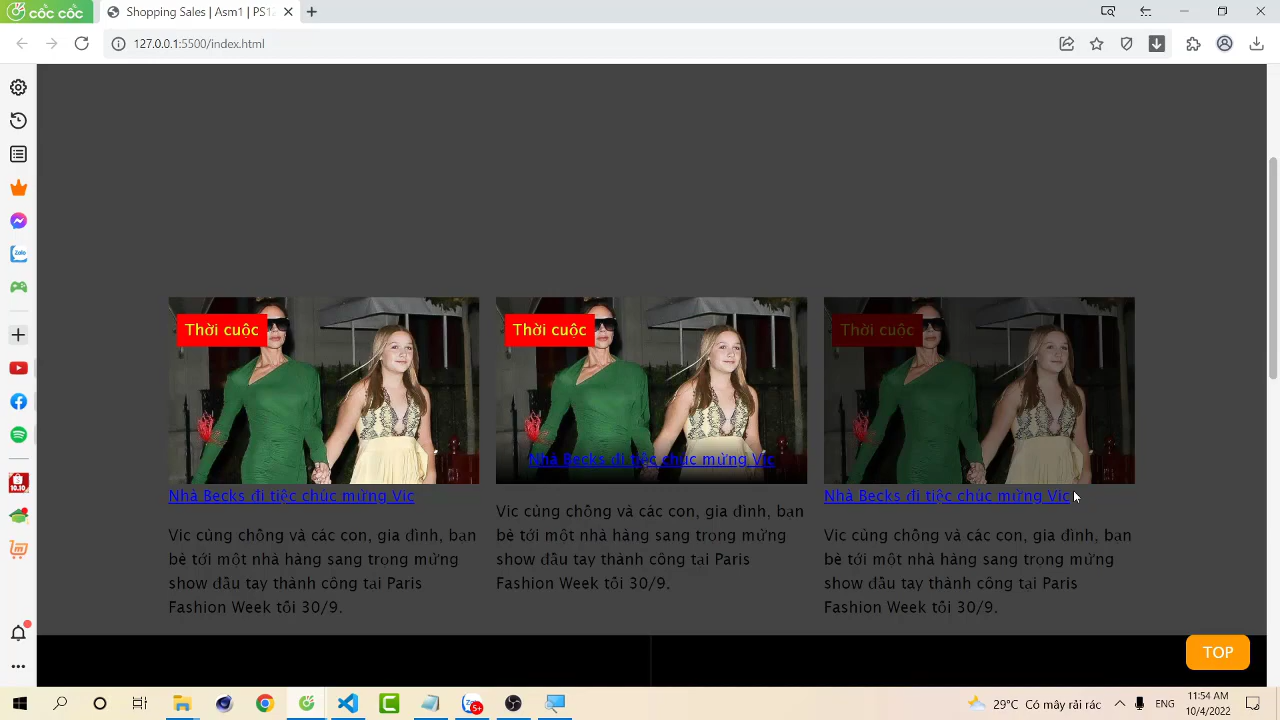 cốc cốc
Shopping Sales | Asm1 | PS12
127.0.0.1:5500/index.html
Zalo
Thời cuộc
Thời cuộc
Thời cuộc
Nhà Becks đi tiệc chúc mừng Vic
Vic cùng chồng và các con, gia đình, bạn
bè tới một nhà hàng sang trọng mừng
show đầu tay thành công tại Paris
Fashion Week tối 30/9.
Nhà Becks đi tiệc chúc mừng Vic
Vic cùng chồng và các con, gia đình, bạn
bè tới một nhà hàng sang trọng mừng
show đầu tay thành công tại Paris
Fashion Week tối 30/9.
Nhà Becks đi tiệc chúc mừng Vic
Vic cùng chồng và các con, gia đình, bạn
bè tới một nhà hàng sang trọng mừng
show đầu tay thành công tại Paris
Fashion Week tối 30/9.
10.10
TOP
5+
29°C Có mây rải rác
11:54 AM
10/4/2022